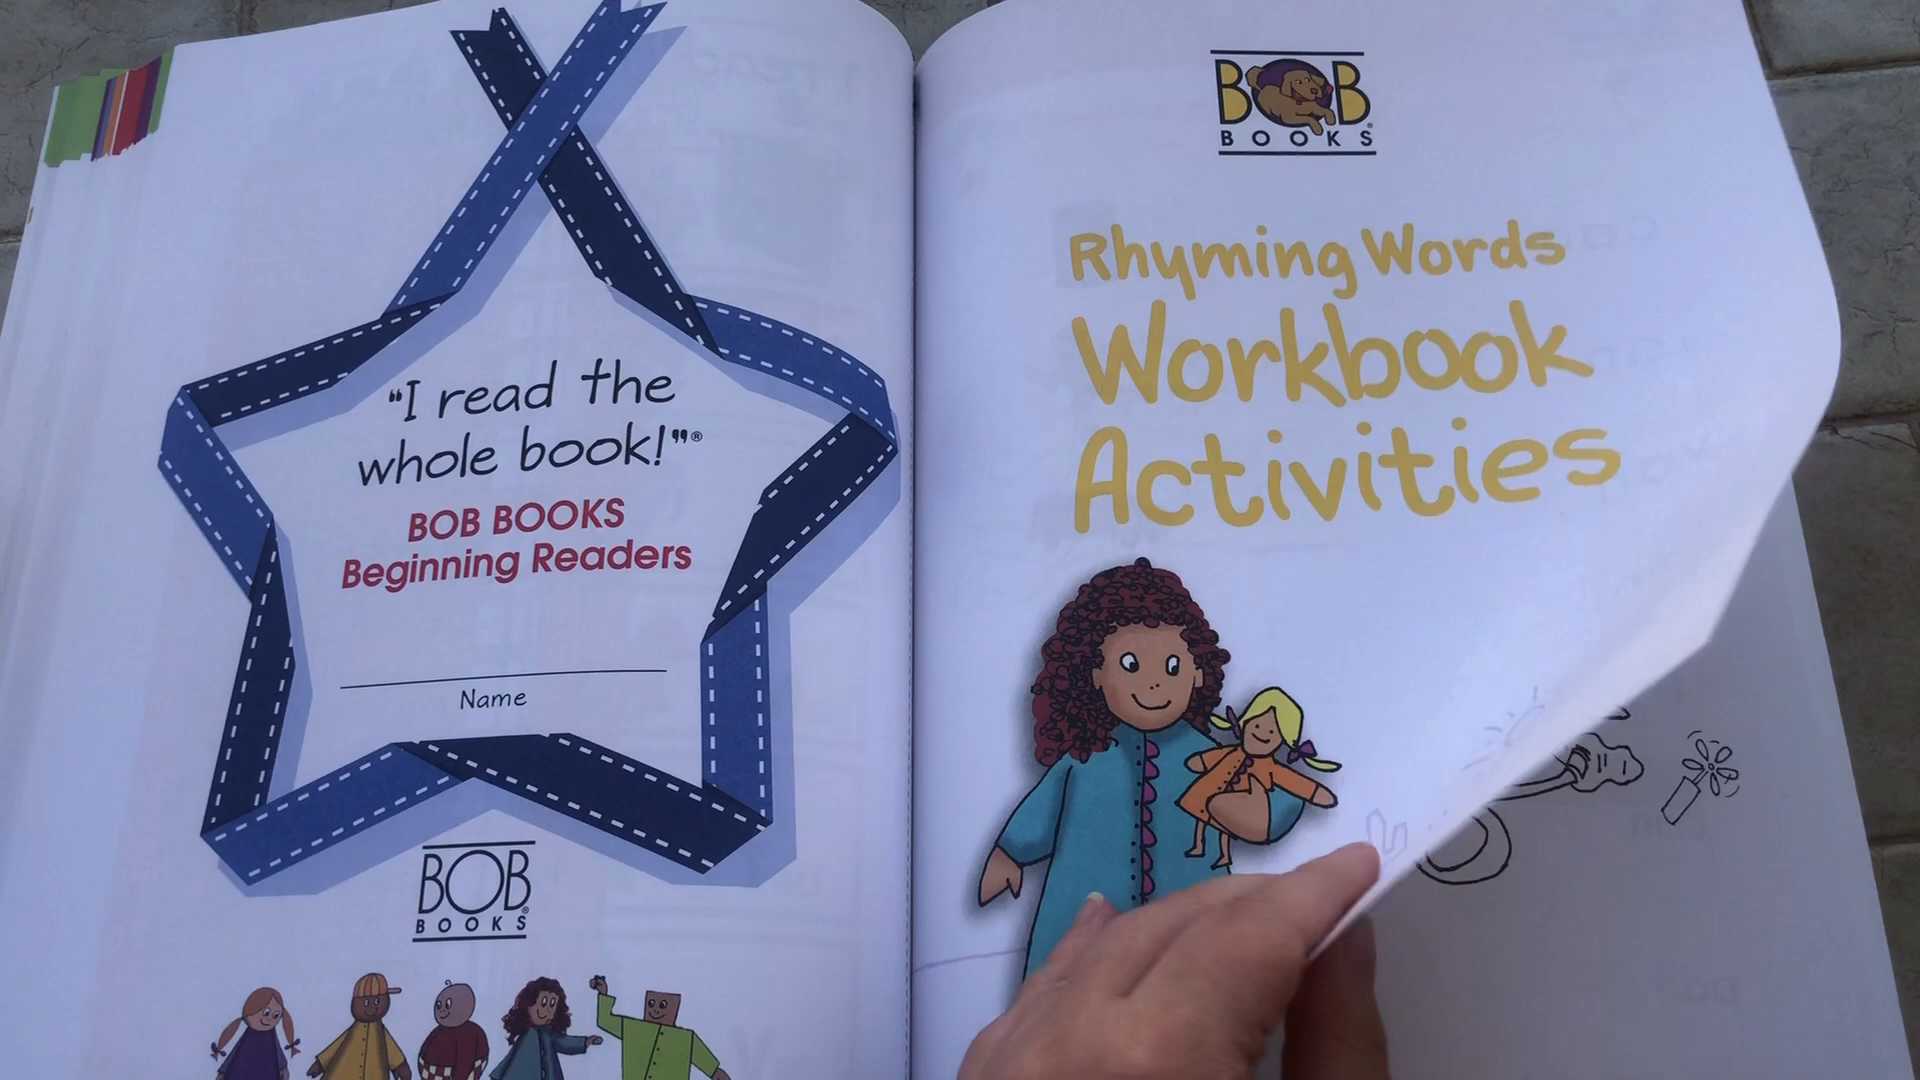 "I read the
whole book!"®
BOB BOOKS
Beginning Readers
Name
BOB®
BOOKS
BOB®
BOOKS
Rhyming Words
Workbook
Activities